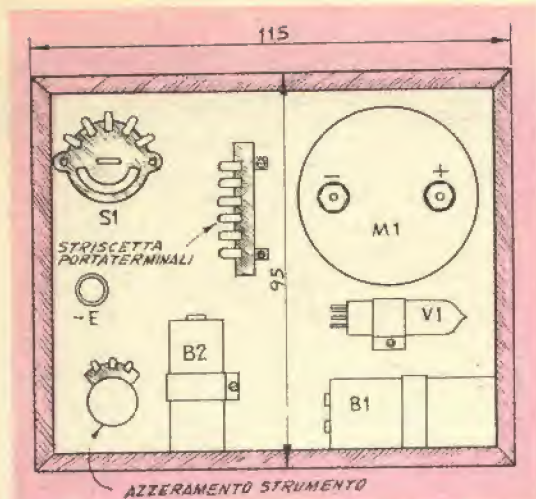 115
S1
STRISCETTA
PORTATERMINALI
- +
M1
95
~E
V1
B2
B1
AZZERAMENTO STRUMENTO